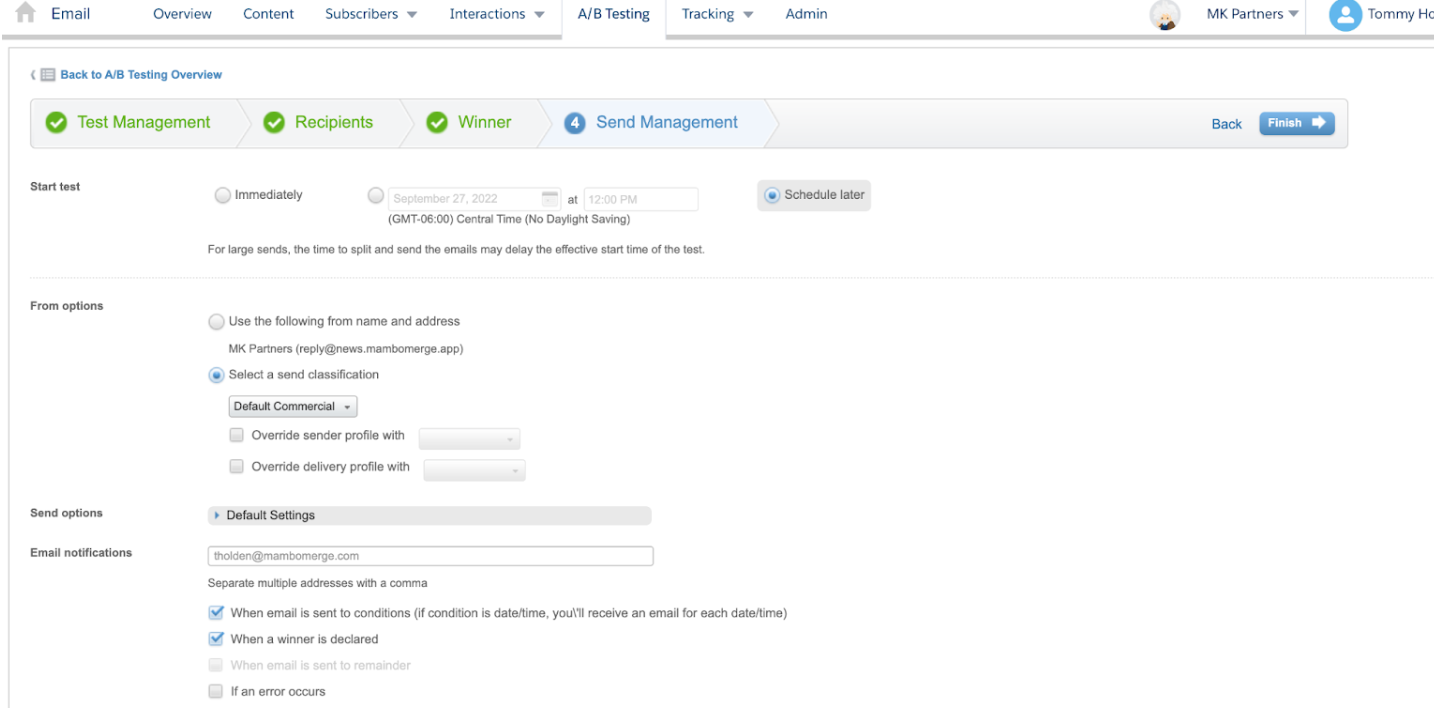 Email Overview Content Subscribers Interactions A/B Testing Tracking Admin MK Partners Tommy Ho
Back to A/B Testing Overview
Test Management Recipients Winner 4 Send Management Back Finish
Start test Immediately September 27, 2022 at 12:00 PM Schedule later
(GMT-06:00) Central Time (No Daylight Saving)
For large sends, the time to split and send the emails may delay the effective start time of the test.
From options
Use the following from name and address
MK Partners (reply@news.mambomerge.app)
Select a send classification
Default Commercial
Override sender profile with
Override delivery profile with
Send options Default Settings
Email notifications tholden@mambomerge.com
Separate multiple addresses with a comma
When email is sent to conditions (if condition is date/time, you\'ll receive an email for each date/time)
When a winner is declared
When email is sent to remainder
If an error occurs